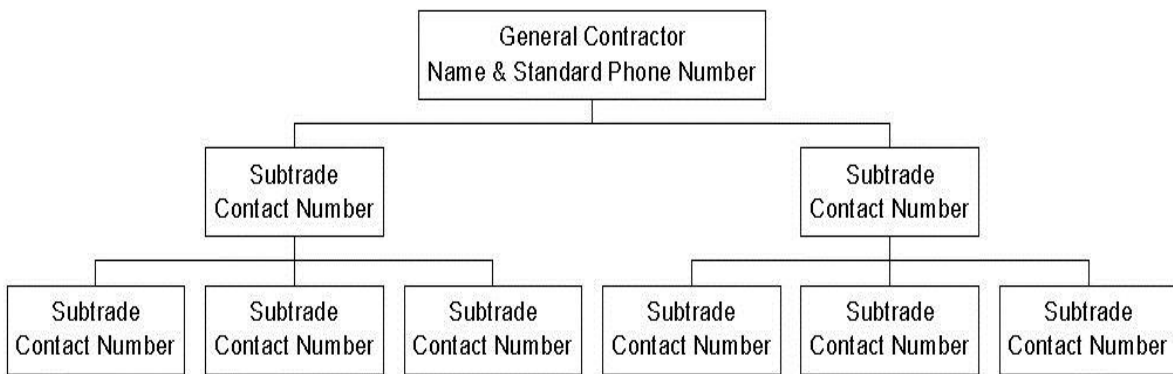 General Contractor
Name & Standard Phone Number
Subtrade
Contact Number
Subtrade
Contact Number
Subtrade
Contact Number
Subtrade
Contact Number
Subtrade
Contact Number
Subtrade
Contact Number
Subtrade
Contact Number
Subtrade
Contact Number